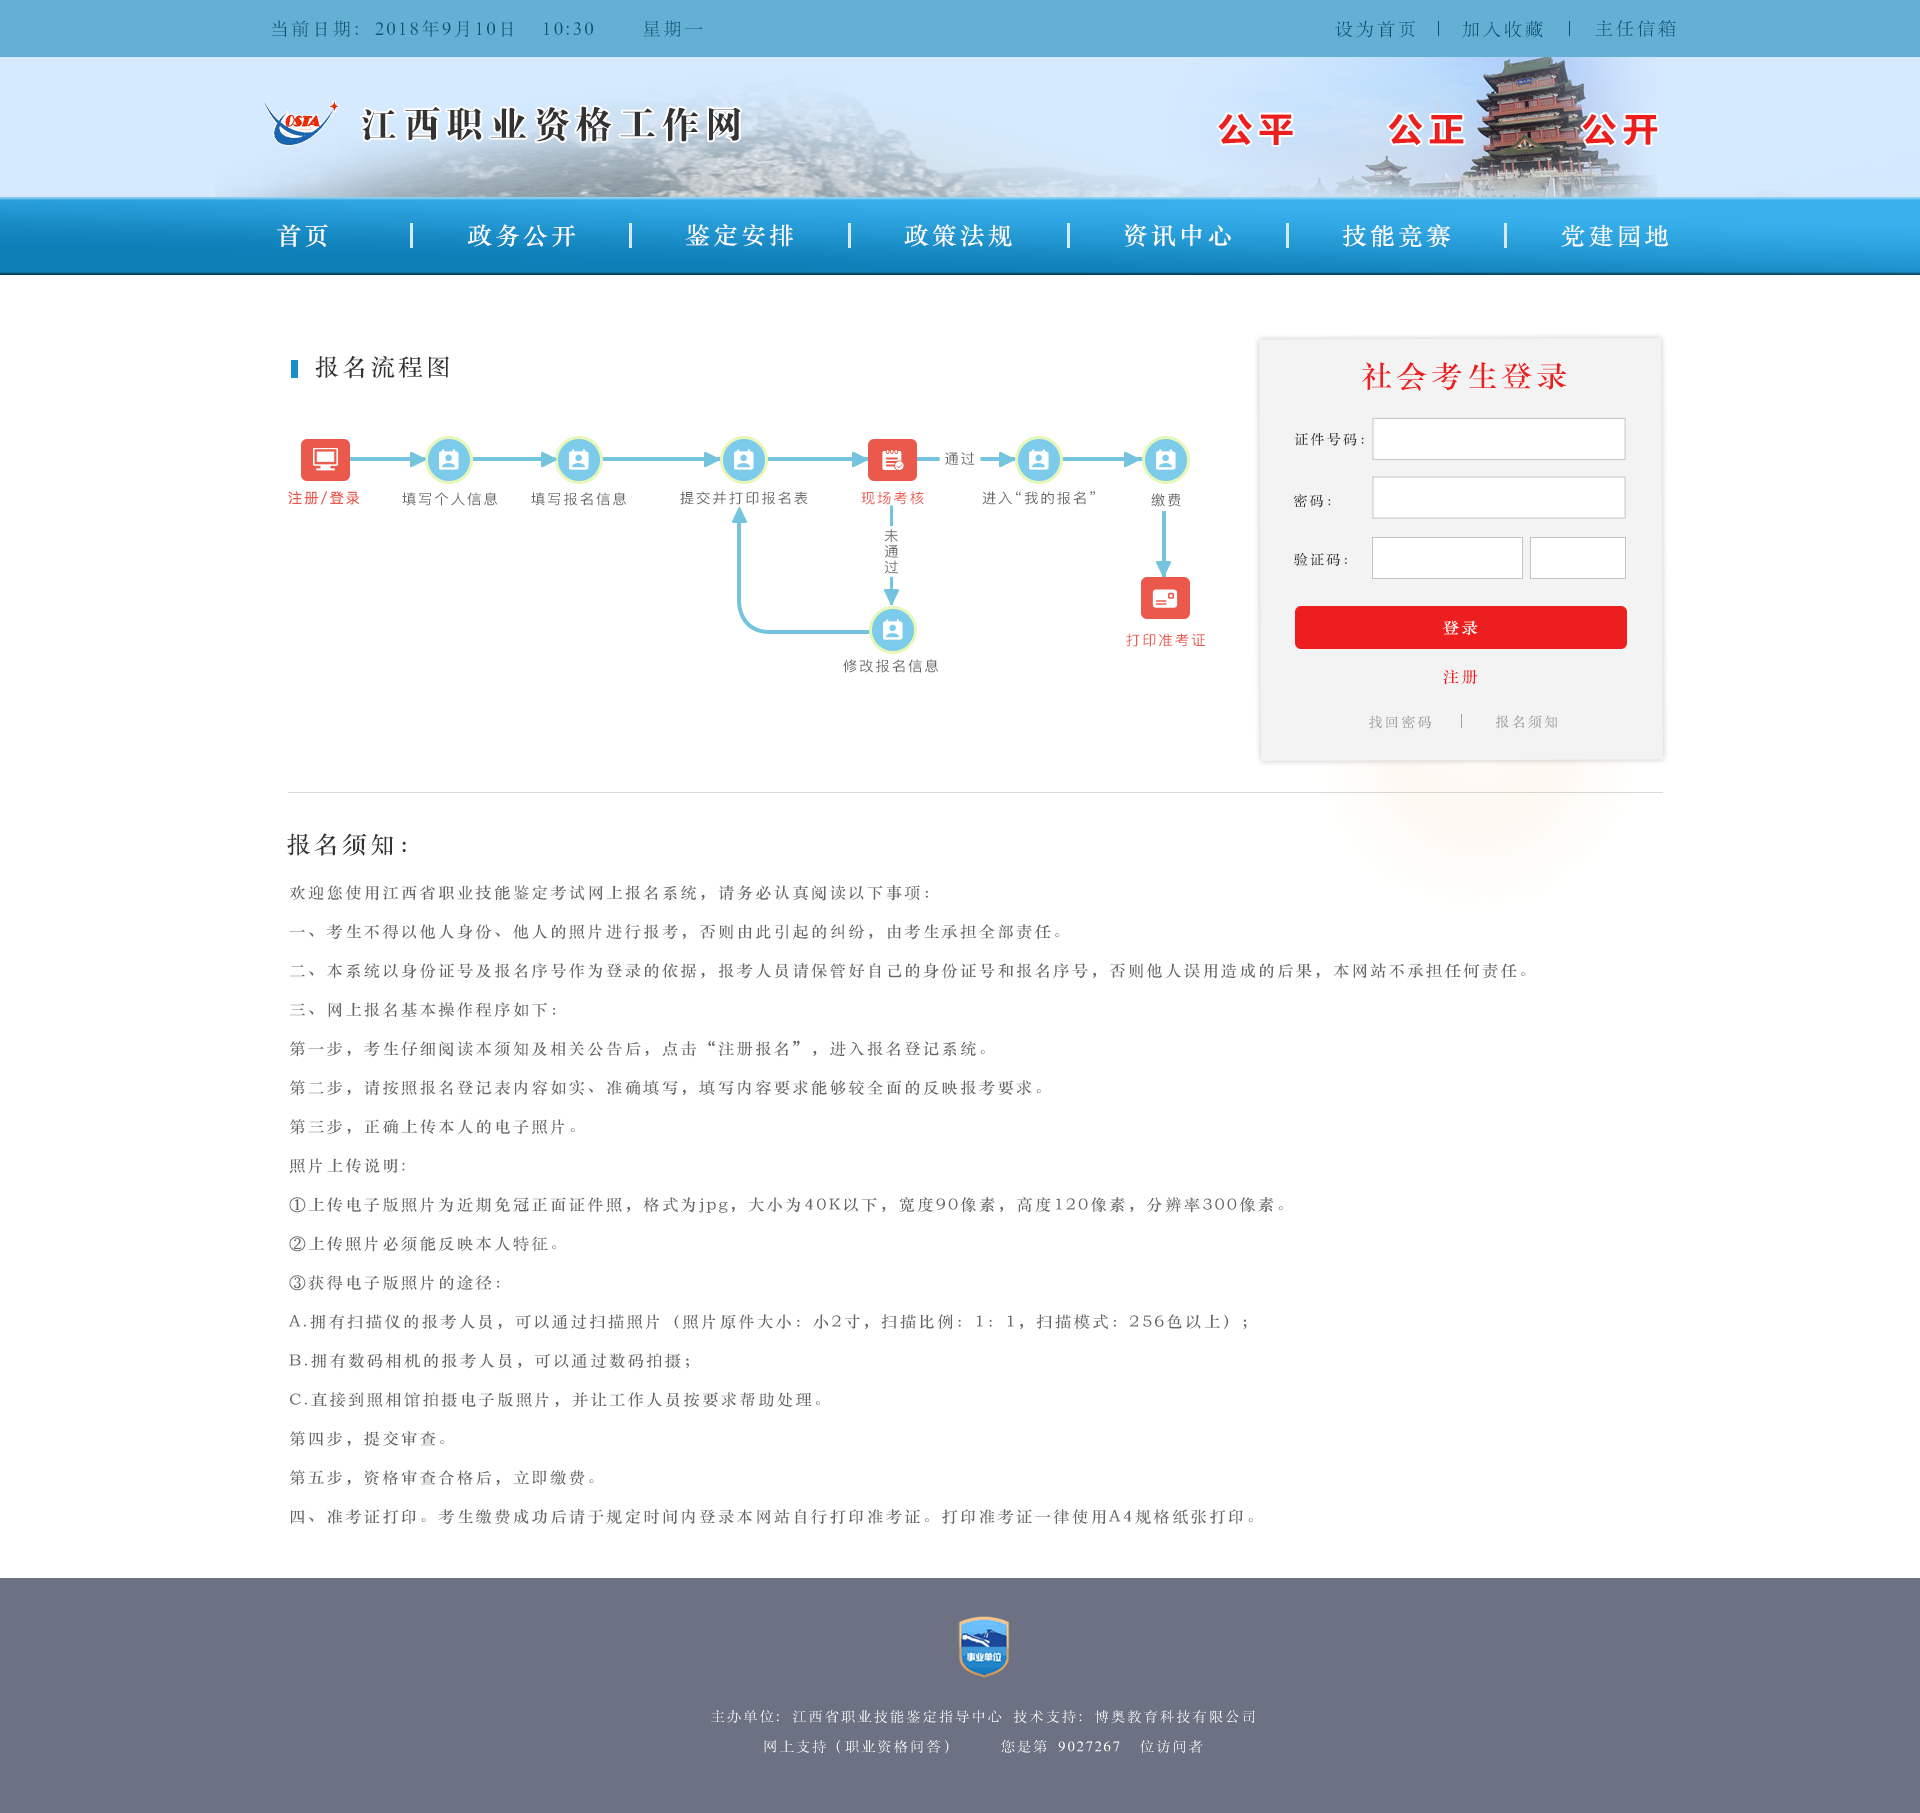 当前日期：2018年9月10日 10:30 星期一
设为首页 | 加入收藏 | 主任信箱
OSTA 江西职业资格工作网
公平 公正 公开
首页 政务公开 鉴定安排 政策法规 资讯中心 技能竞赛 党建园地
报名流程图
注册/登录
填写个人信息
填写报名信息
提交并打印报名表
现场考核
通过
进入“我的报名”
缴费
未通过
修改报名信息
打印准考证
社会考生登录
证件号码：
密码：
验证码：
登录
注册
找回密码 | 报名须知
报名须知：
欢迎您使用江西省职业技能鉴定考试网上报名系统，请务必认真阅读以下事项：
一、考生不得以他人身份、他人的照片进行报考，否则由此引起的纠纷，由考生承担全部责任。
二、本系统以身份证号及报名序号作为登录的依据，报考人员请保管好自己的身份证号和报名序号，否则他人误用造成的后果，本网站不承担任何责任。
三、网上报名基本操作程序如下：
第一步，考生仔细阅读本须知及相关公告后，点击“注册报名”，进入报名登记系统。
第二步，请按照报名登记表内容如实、准确填写，填写内容要求能够较全面的反映报考要求。
第三步，正确上传本人的电子照片。
照片上传说明：
①上传电子版照片为近期免冠正面证件照，格式为jpg，大小为40K以下，宽度90像素，高度120像素，分辨率300像素。
②上传照片必须能反映本人特征。
③获得电子版照片的途径：
A.拥有扫描仪的报考人员，可以通过扫描照片（照片原件大小：小2寸，扫描比例：1：1，扫描模式：256色以上）；
B.拥有数码相机的报考人员，可以通过数码拍摄；
C.直接到照相馆拍摄电子版照片，并让工作人员按要求帮助处理。
第四步，提交审查。
第五步，资格审查合格后，立即缴费。
四、准考证打印。考生缴费成功后请于规定时间内登录本网站自行打印准考证。打印准考证一律使用A4规格纸张打印。
事业单位
主办单位：江西省职业技能鉴定指导中心 技术支持：博奥教育科技有限公司
网上支持（职业资格问答） 您是第 9027267 位访问者